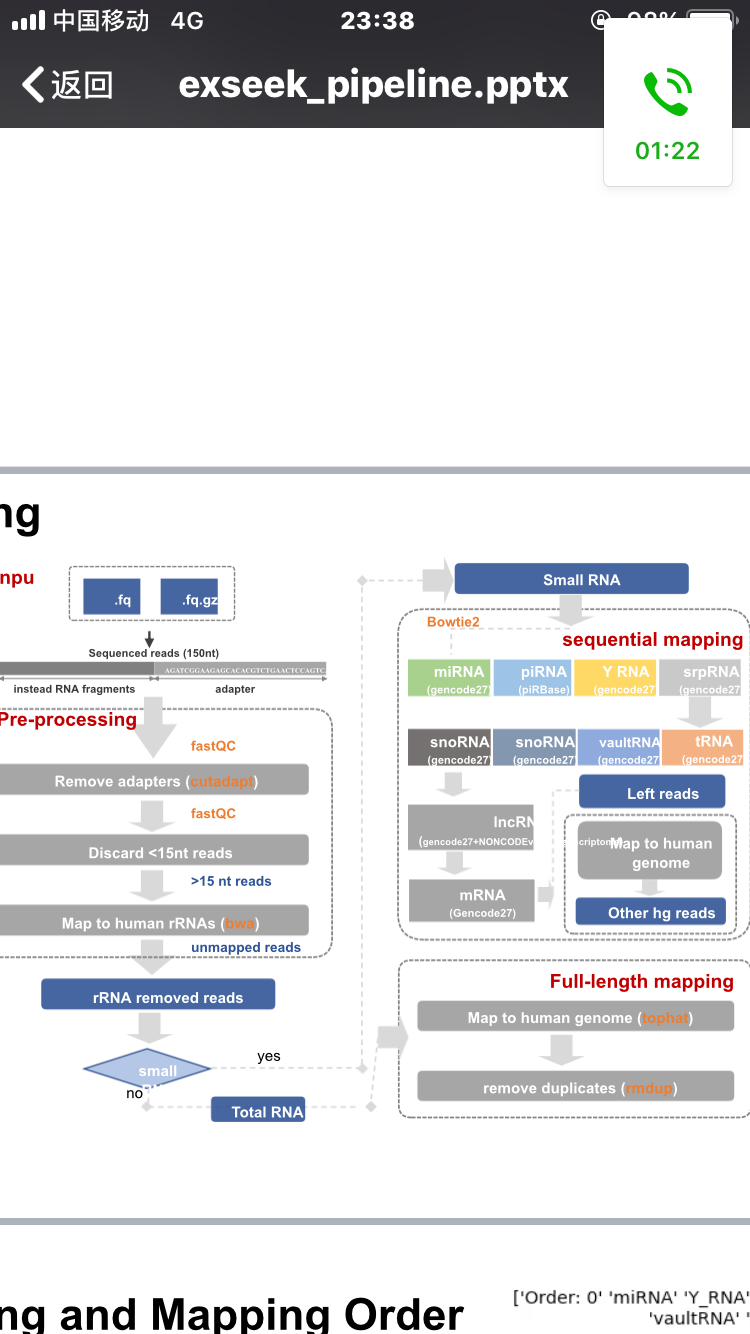 中国移动 4G 23:38
返回 exseek_pipeline.pptx
01:22
ng
npu
.fq .fq.gz
Sequenced reads (150nt)
AGATCGGAAGAGCACACGTCTGAACTCCAGTC
instead RNA fragments adapter
Pre-processing
fastQC
Remove adapters (cutadapt)
fastQC
Discard <15nt reads
>15 nt reads
Map to human rRNAs (bwa)
unmapped reads
rRNA removed reads
small
yes
no
Total RNA
Small RNA
Bowtie2
sequential mapping
miRNA piRNA Y RNA srpRNA
(gencode27) (piRBase) (gencode27 (gencode27
snoRNA snoRNA vaultRNA tRNA
(gencode27 (gencode27 (gencode27 (gencode27
Left reads
lncRN
(gencode27+NONCODEv
Map to human
genome
mRNA
(Gencode27)
Other hg reads
Full-length mapping
Map to human genome (tophat)
remove duplicates (rmdup)
ng and Mapping Order
['Order: 0' 'miRNA' 'Y_RNA'
'vaultRNA' '